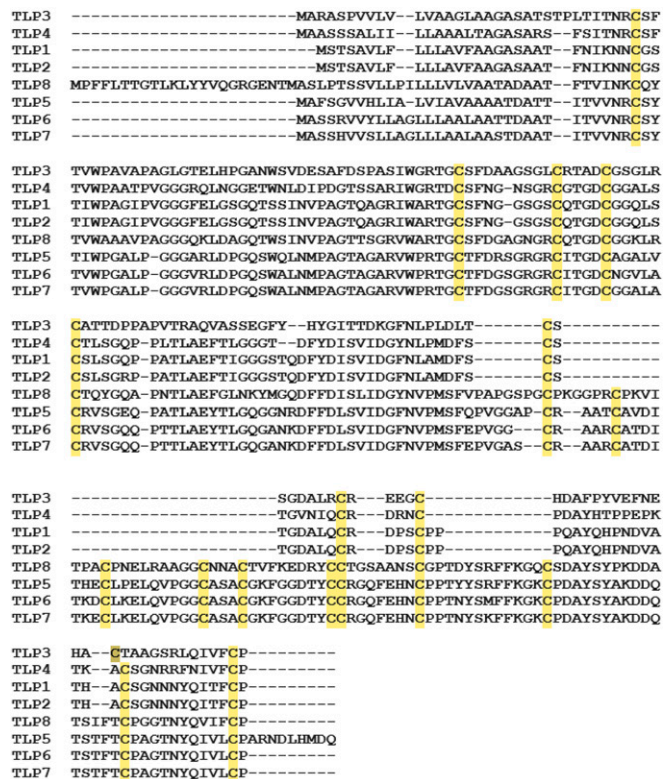 TLP3 -----------------------MARASPVVLVL--LVAAGLAAGASATSTPLTITNRCSF
TLP4 -----------------------MAASSSALII---LLAAALTAGASARS---FSITNRCSF
TLP1 -------------------------MSTSAVLF---LLLAVFAAGASAAT---FNIKNNCGS
TLP2 -------------------------MSTSAVLF---LLLAVFAAGASAAT---FNIKNNCGS
TLP8 MPFFLTTGTLKLYYVQGRGENTMASLPTSSVLLPILLLVLVAATADAAT---FTVINKCQY
TLP5 -----------------------MAFSGVVHLIA-LVIAVAAAATDATT---ITVVNRCSY
TLP6 -----------------------MASSRVVYLLAGLLLAALAATTDAAT---ITVVNRCSY
TLP7 -----------------------MASSHVVSLLAGLLLAALAASTDAAT---ITVVNRCSY
TLP3 TVWPAVAPAGLGTELHPGANWSVDESAFDSPASIWGRTGCSFDAAGSGLCRTADCGSGLR
TLP4 TVWPAATPVGGGRQLNGGETWNLDIPDGTSSARIWGRTDCSFNG-NSGRCGTGDCGGALS
TLP1 TIWPAGIPVGGGFELGSGQTSSINVPAGTQAGRIWARTGCSFNG-GSGSCQTGDCGGQLS
TLP2 TIWPAGIPVGGGFELGSGQTSSINVPAGTQAGRIWARTGCSFNG-GSGSCQTGDCGGQLS
TLP8 TVWAAAVPAGGGQKLDAGQTWSINVPAGTTSGRVWARTGCSFDGAGNGRCQTGDCGGKLR
TLP5 TIWPGALP-GGGARLDPGQSWQLNMPAGTAGARVWPRTGCTFDRSGRGRCITGDCAGALV
TLP6 TVWPGALP-GGGVRLDPGQSWALNMPAGTAGARVWPRTGCTFDGSGRGRCITGDCNGVLA
TLP7 TVWPGALP-GGGVRLDPGQSWALNMPAGTAGARVWPRTGCTFDGSGRGRCITGDCGGALA
TLP3 CATTDPPAPVTRAQVASSEGFY--HYGITTDKGFNLPLDLT--------CS---------
TLP4 CTLSGQP-PLTLAEFTLGGGT--DFYDISVIDGFNLPMDFS--------CS---------
TLP1 CSLSGQP-PATLAEFTIGGGSTQDFYDISVIDGFNLAMDFS--------CS---------
TLP2 CSLSGRP-PATLAEFTIGGGSTQDFYDISVIDGFNLAMDFS--------CS---------
TLP8 CTQYGQA-PNTLAEFGLNKYMGQDFFDISLIDGYNVPMSFVPAPGSPGCPKGGPRCPKVI
TLP5 CRVSGEQ-PATLAEYTLGQGGNRDFFDLSVIDGFNVPMSFQPVGGAP-CR--AATCAVDI
TLP6 CRVSGQQ-PTTLAEYTLGQGANKDFFDLSVIDGFNVPMSFEPVGG---CR--AARCATDI
TLP7 CRVSGQQ-PTTLAEYTLGQGANKDFFDLSVIDGFNVPMSFEPVGAS--CR--AARCATDI
TLP3 ---------------------SGDALRCR---EEGC-------------HDAFPYVEFNE
TLP4 ---------------------TGVNIQCR---DRNC-------------PDAYHTPPEPK
TLP1 ---------------------TGDALQCR---DPSCPP-----------PQAYQHPNDVA
TLP2 ---------------------TGDALQCR---DPSCPP-----------PQAYQHPNDVA
TLP8 TPACPNELRAAGGCNNACTVFKEDRYCCTGSAANSCGPTDYSRFFKGQCSDAYSYPKDDA
TLP5 THECLPELQVPGGCASACGKFGGDTYCCRGQFEHNCPPTYYSRFFKGKCPDAYSYAKDDQ
TLP6 TKDCLKELQVPGGCASACGKFGGDTYCCRGQFEHNCPPTNYSMFFKGKCPDAYSYAKDDQ
TLP7 TKECLKELQVPGGCASACGKFGGDTYCCRGQFEHNCPPTNYSRFFKGKCPDAYSYAKDDQ
TLP3 HA--CTAAGSRLQIVFCP----------
TLP4 TK--ACSGNRRFNIVFCP----------
TLP1 TH--ACSGNNNYQITFCP----------
TLP2 TH--ACSGNNNYQITFCP----------
TLP8 TSIFTCPGGTNYQVIFCP----------
TLP5 TSTFTCPAGTNYQIVLCPARNDLHMDQ
TLP6 TSTFTCPAGTNYQIVLCP----------
TLP7 TSTFTCPAGTNYQIVLCP----------